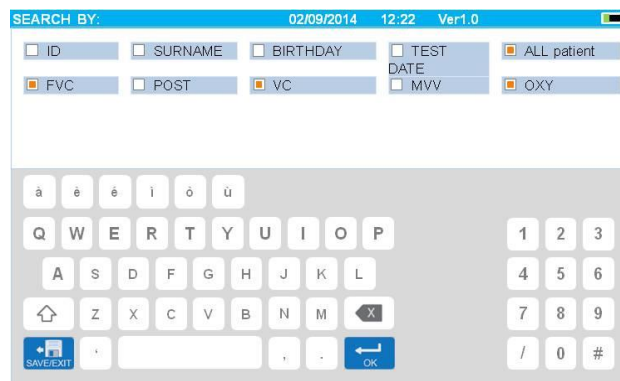 SEARCH BY: 02/09/2014 12:22 Ver1.0
ID SURNAME BIRTHDAY TEST DATE ALL patient
FVC POST VC MVV OXY
à è é ì ò ù
Q W E R T Y U I O P 1 2 3
A S D F G H J K L 4 5 6
Z X C V B N M X 7 8 9
SAVE/EXIT ' , . OK / 0 #